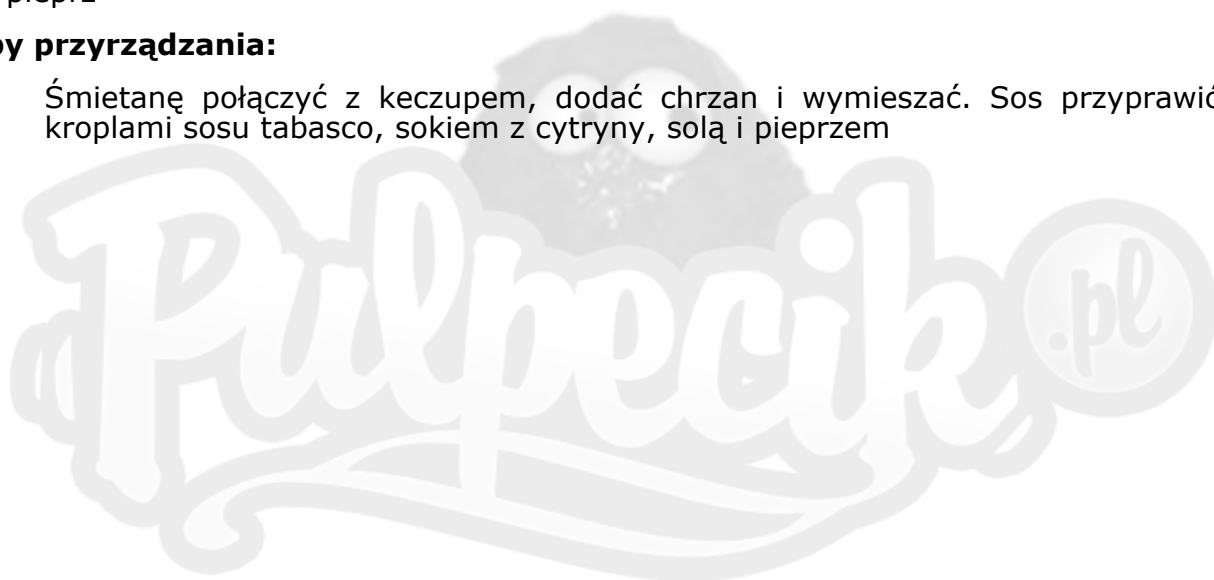 pieprz
by przyrządzania:
Śmietanę połączyć z keczupem, dodać chrzan i wymieszać. Sos przyprawić
kroplami sosu tabasco, sokiem z cytryny, solą i pieprzem
Pulpecik .pl